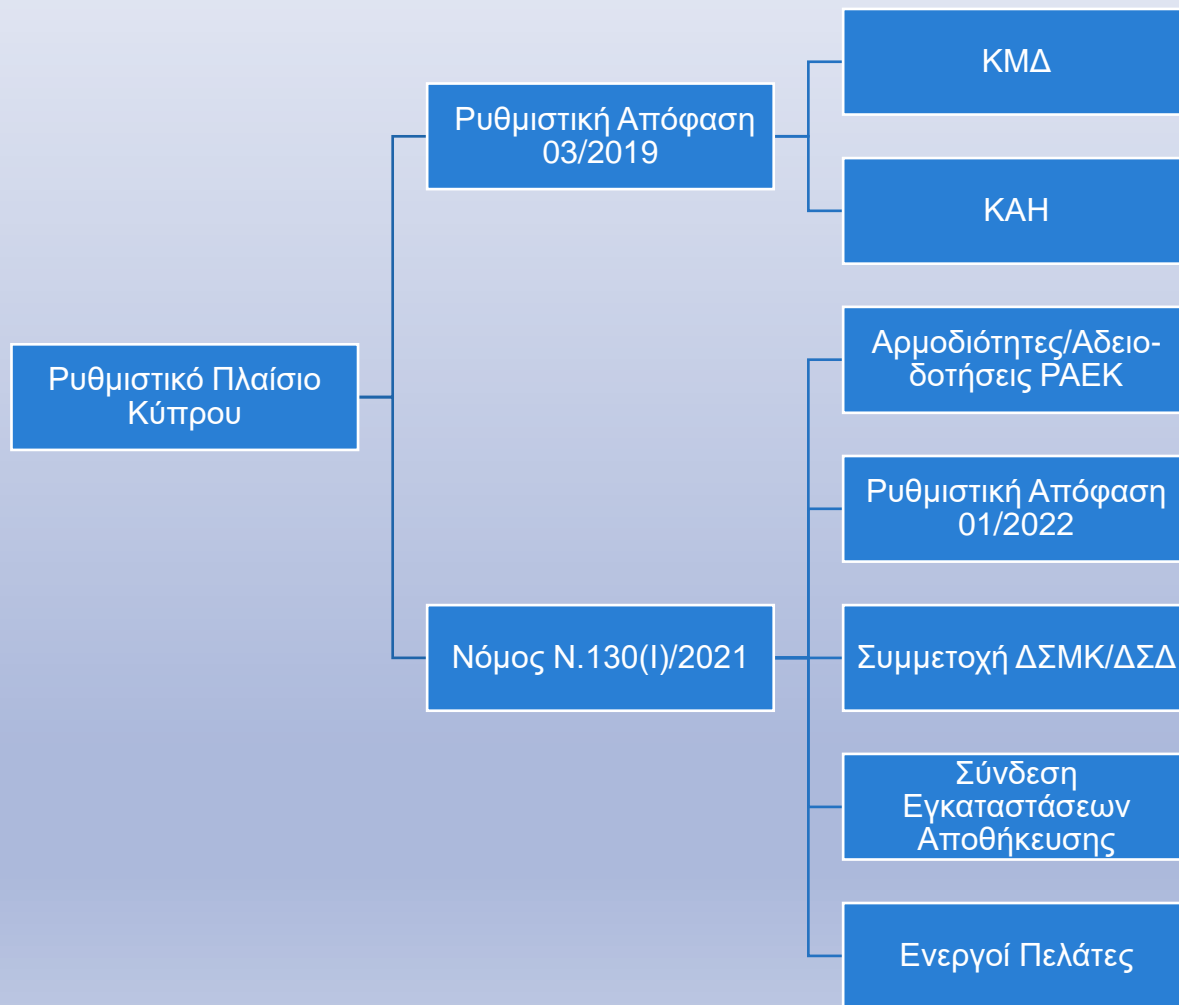 Ρυθμιστικό Πλαίσιο
Κύπρου
Ρυθμιστική Απόφαση
03/2019
ΚΜΔ
ΚΑΗ
Νόμος Ν.130(Ι)/2021
Αρμοδιότητες/Αδειο-
δοτήσεις ΡΑΕΚ
Ρυθμιστική Απόφαση
01/2022
Συμμετοχή ΔΣΜΚ/ΔΣΔ
Σύνδεση
Εγκαταστάσεων
Αποθήκευσης
Ενεργοί Πελάτες